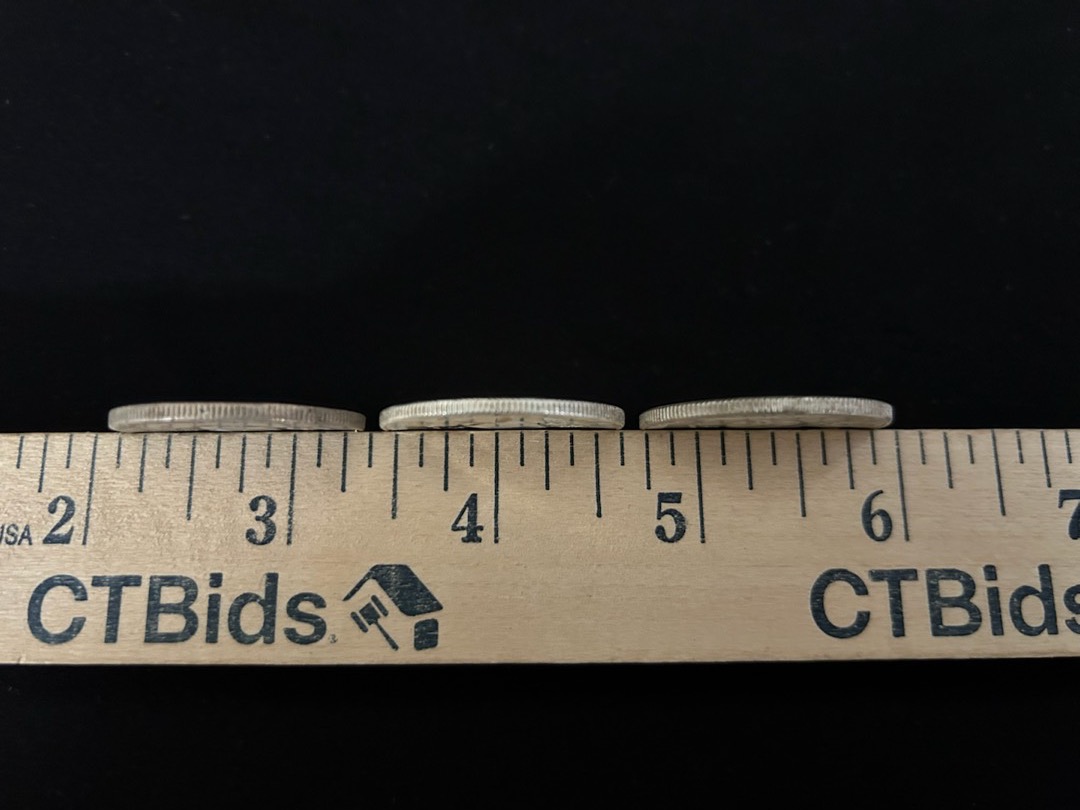 2 3 4 5 6 7
USA
CTBids. CTBids